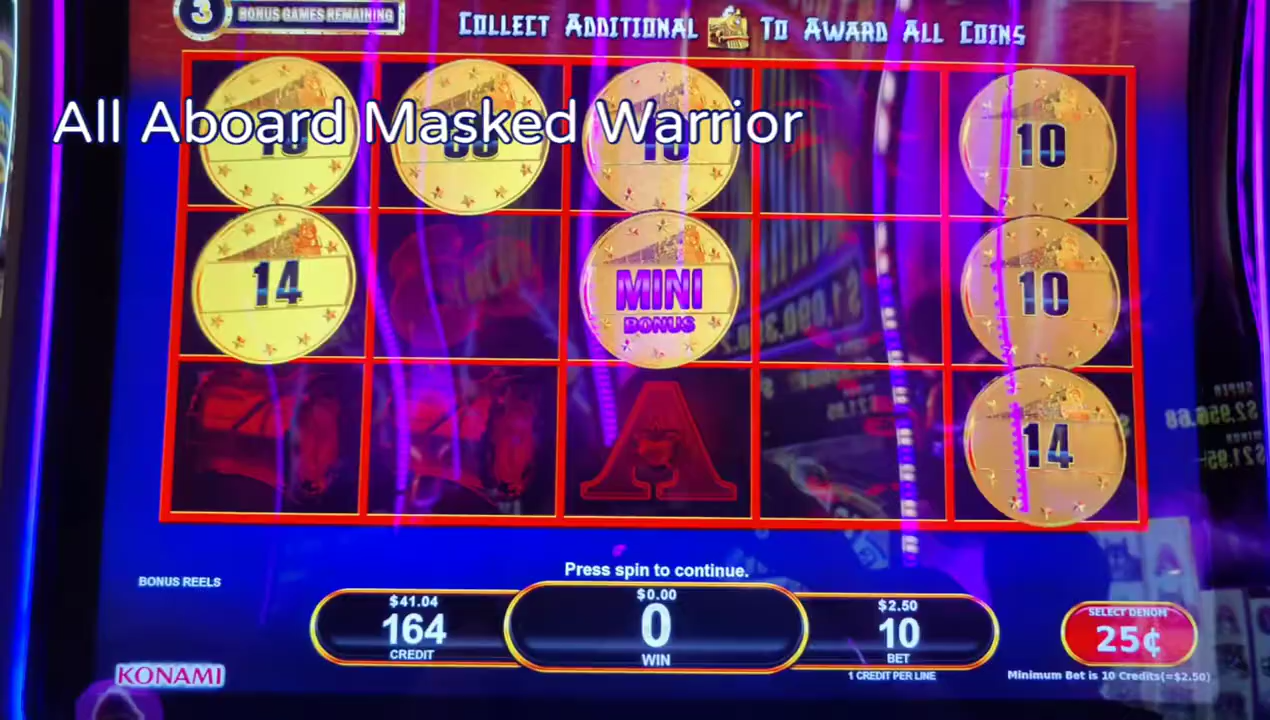 3
BONUS GAMES REMAINING
COLLECT ADDITIONAL TO AWARD ALL COINS
All Aboard Masked Warrior
10
14
MINI
BONUS
10
14
Press spin to continue.
BONUS REELS
$41.04
164
CREDIT
$0.00
0
WIN
$2.50
10
BET
1 CREDIT PER LINE
SELECT DENOM
25¢
Minimum Bet is 10 Credits(=$2.50)
KONAMI